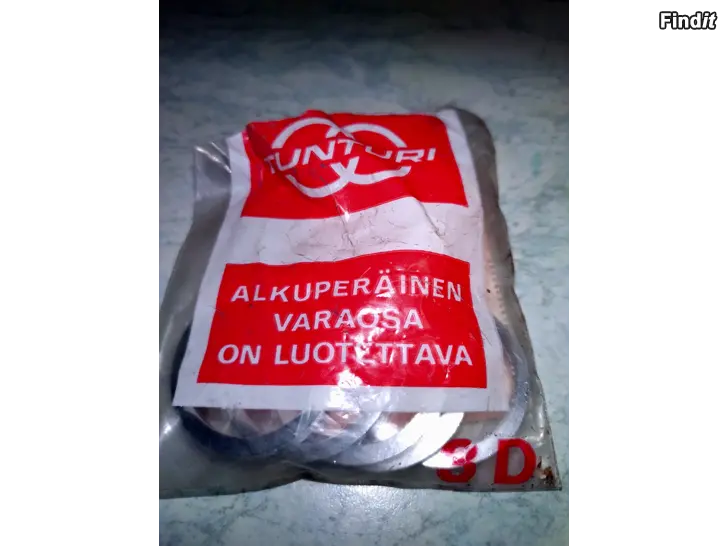 Findit
TUNTURI
ALKUPERÄINEN
VARAOSA
ON LUOTETTAVA
3 D